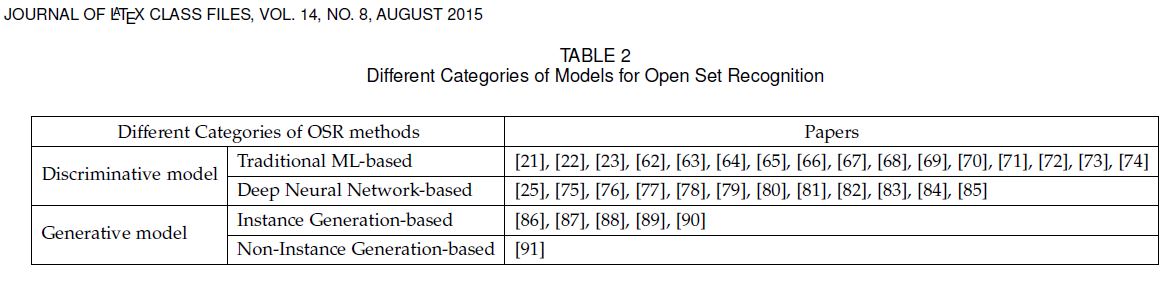 JOURNAL OF LATEX CLASS FILES, VOL. 14, NO. 8, AUGUST 2015
TABLE 2
Different Categories of Models for Open Set Recognition
Different Categories of OSR methods Papers
Discriminative model Traditional ML-based [21], [22], [23], [62], [63], [64], [65], [66], [67], [68], [69], [70], [71], [72], [73], [74]
Deep Neural Network-based [25], [75], [76], [77], [78], [79], [80], [81], [82], [83], [84], [85]
Generative model Instance Generation-based [86], [87], [88], [89], [90]
Non-Instance Generation-based [91]